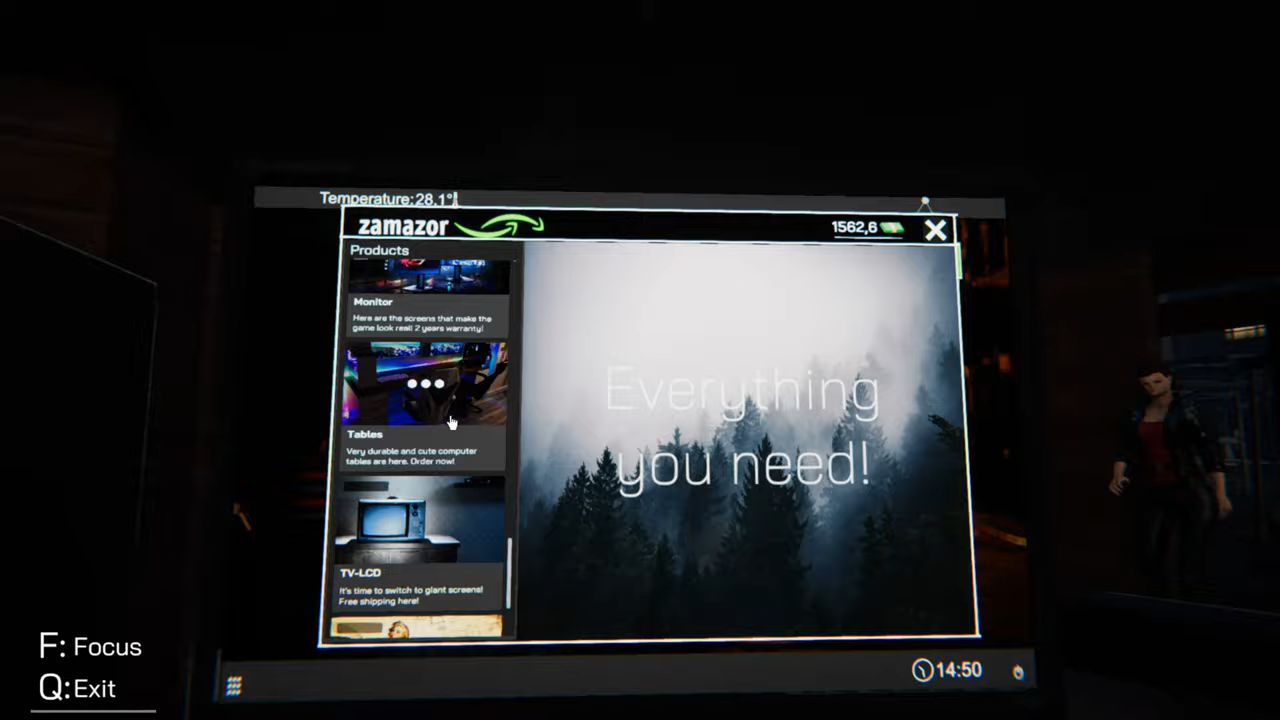 Temperature:28,1°
zamazor
1562,6
Products
Monitor
Here are the screens that make the
game look real! 2 years warranty!
Tables
Very durable and cute computer
tables are here. Order now!
TV-LCD
It's time to switch to giant screens!
Free shipping here!
Everything
you need!
F: Focus
Q:Exit
14:50